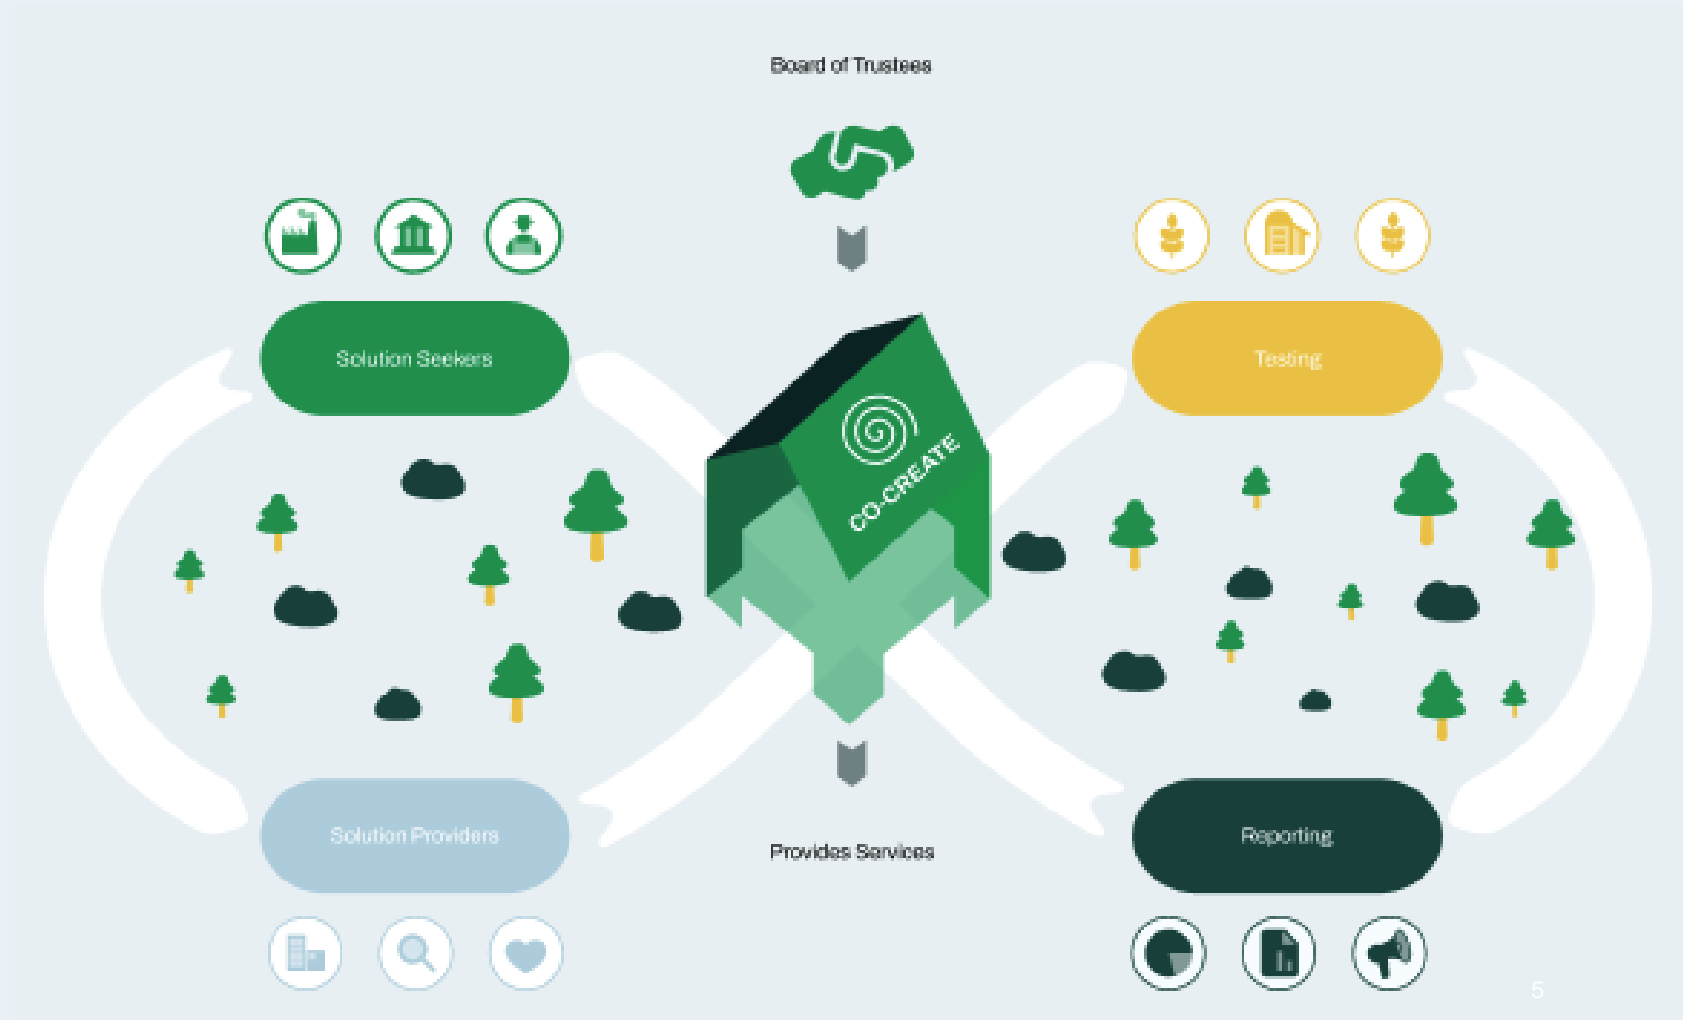 Board of Trustees
Solution Seekers
Testing
CO-CREATE
Solution Providers
Reporting
Provides Services
5